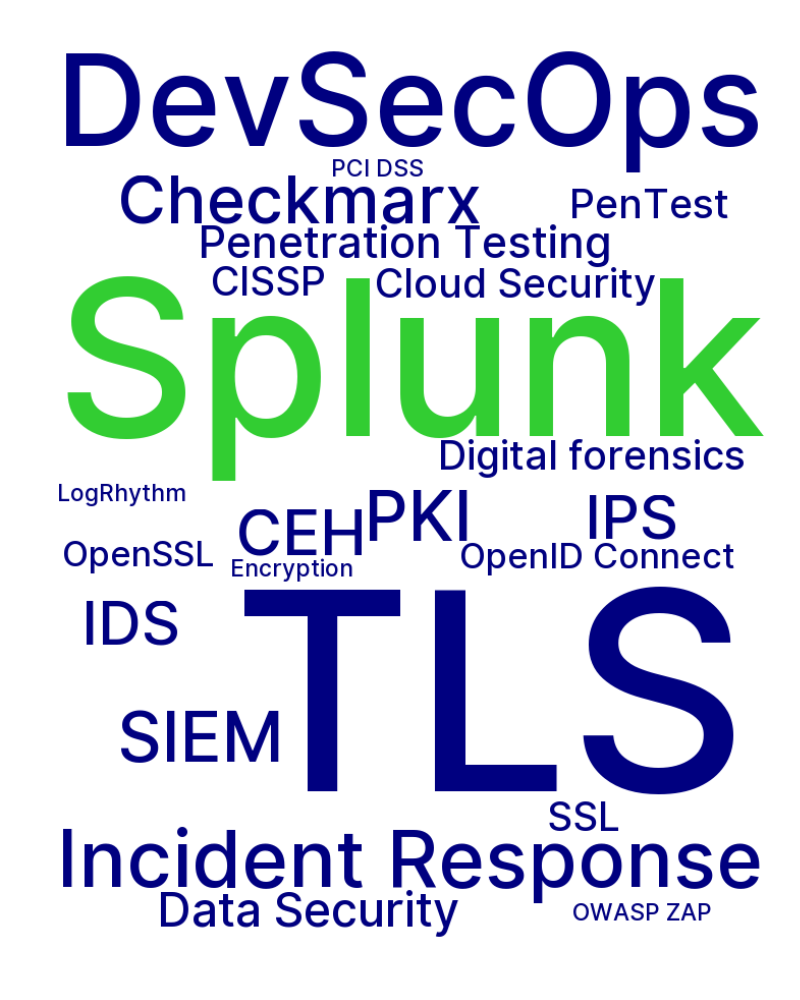 DevSecOps
PCI DSS
Checkmarx
PenTest
Penetration Testing
CISSP
Cloud Security
Splunk
Digital forensics
LogRhythm
CEH
PKI
IPS
OpenSSL
OpenID Connect
Encryption
TLS
IDS
SIEM
SSL
Incident Response
Data Security
OWASP ZAP